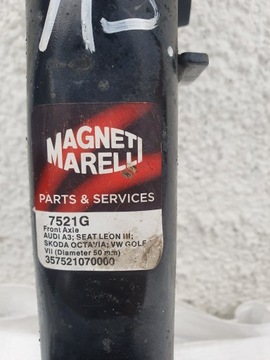 MAGNETI
MARELLI
PARTS & SERVICES
7521G
Front Axle
AUDI A3; SEAT LEON III;
SKODA OCTAVIA; VW GOLF
VII (Diameter 50 mm)
357521070000